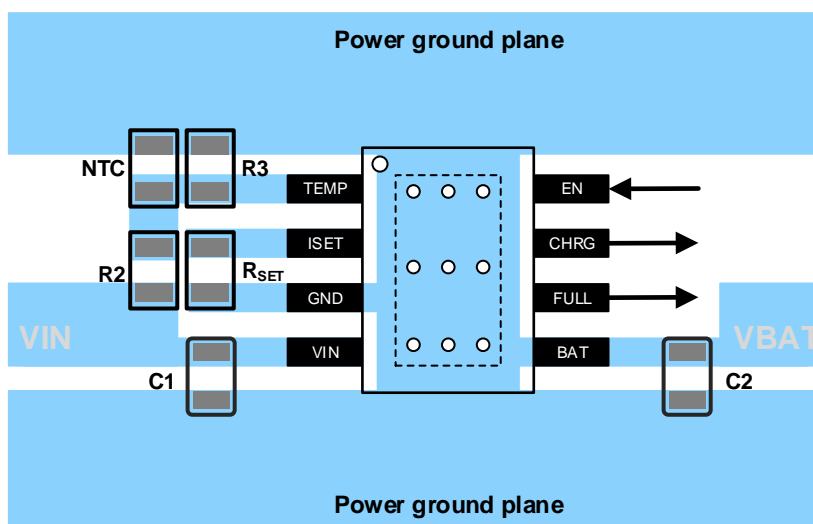 Power ground plane
NTC
R3
TEMP
EN
ISET
CHRG
R2
RSET
GND
FULL
VIN
VIN
BAT
VBAT
C1
C2
Power ground plane